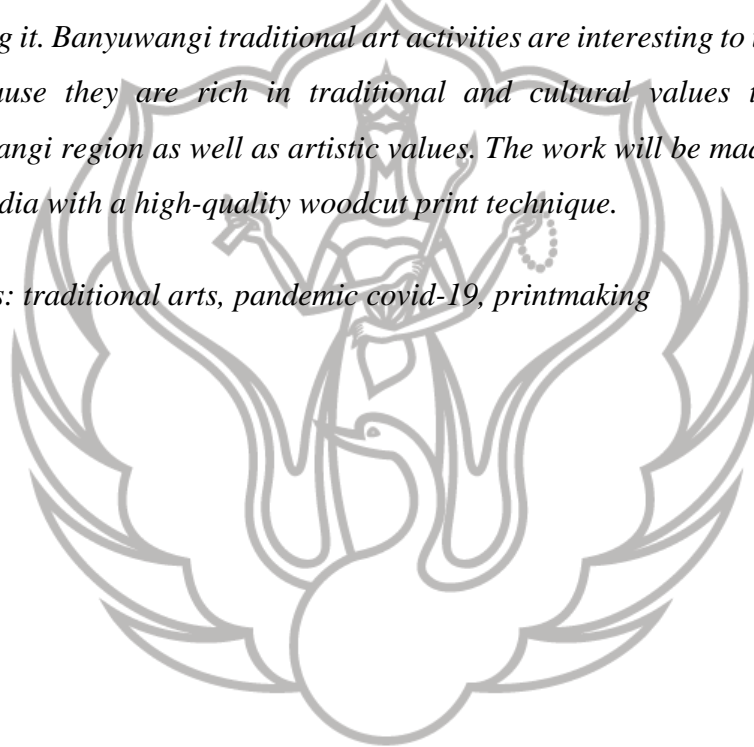 g it. Banyuwangi traditional art activities are interesting to
use they are rich in traditional and cultural values
angi region as well as artistic values. The work will be mad
dia with a high-quality woodcut print technique.
s: traditional arts, pandemic covid-19, printmaking